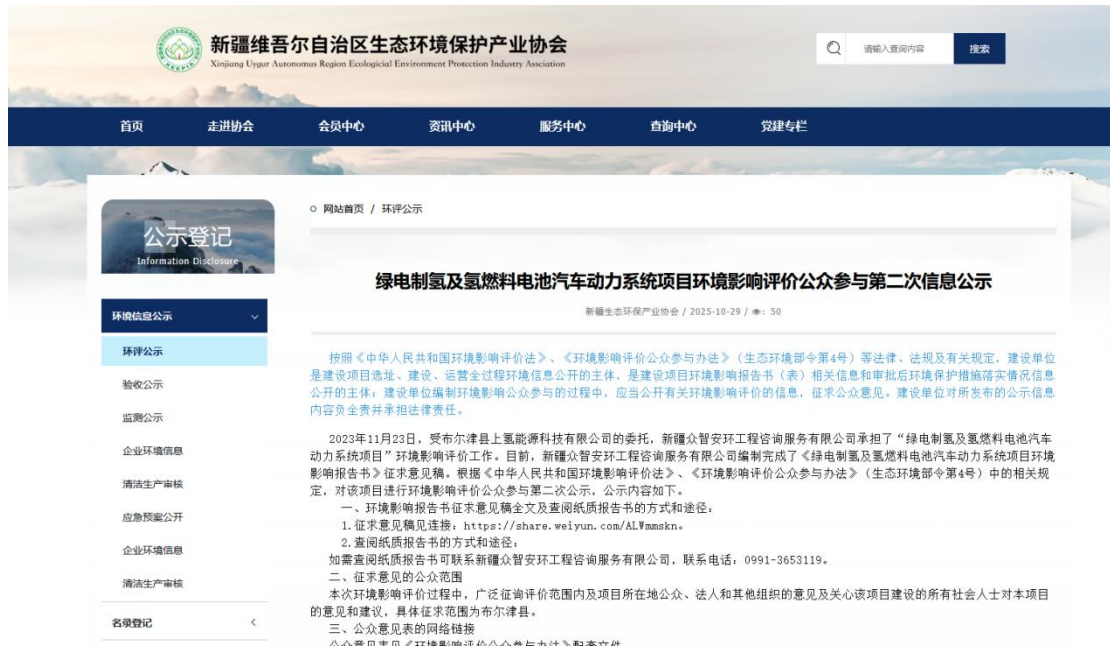 新疆维吾尔自治区生态环境保护产业协会
Xinjiang Uygur Autonomous Region Ecologicial Environment Protection Industry Assciation
请输入查询内容
搜索
首页
走进协会
会员中心
资讯中心
服务中心
查询中心
党建专栏
公示登记
Information Disclosure
环境信息公示
环评公示
验收公示
监测公示
企业环境信息
清洁生产审核
应急预案公开
企业环境信息
清洁生产审核
名录登记
网站首页 / 环评公示
绿电制氢及氢燃料电池汽车动力系统项目环境影响评价公众参与第二次信息公示
新疆生态环保产业协会 / 2025-10-29 / : 50
按照《中华人民共和国环境影响评价法》、《环境影响评价公众参与办法》（生态环境部令第4号）等法律、法规及有关规定，建设单位
是建设项目选址、建设、运营全过程环境信息公开的主体，是建设项目环境影响报告书（表）相关信息和审批后环境保护措施落实情况信息
公开的主体；建设单位编制环境影响公众参与的过程中，应当公开有关环境影响评价的信息，征求公众意见。建设单位对所发布的公示信息
内容负全责并承担法律责任。
2023年11月23日，受布尔津县上氢能源科技有限公司的委托，新疆众智安环工程咨询服务有限公司承担了“绿电制氢及氢燃料电池汽车
动力系统项目”环境影响评价工作。目前，新疆众智安环工程咨询服务有限公司编制完成了《绿电制氢及氢燃料电池汽车动力系统项目环境
影响报告书》征求意见稿。根据《中华人民共和国环境影响评价法》、《环境影响评价公众参与办法》（生态环境部令第4号）中的相关规
定，对该项目进行环境影响评价公众参与第二次公示，公示内容如下。
一、环境影响报告书征求意见稿全文及查阅纸质报告书的方式和途径；
1.征求意见稿见连接：https://share.weiyun.com/ALWmmskn。
2.查阅纸质报告书的方式和途径；
如需查阅纸质报告书可联系新疆众智安环工程咨询服务有限公司，联系电话：0991-3653119。
二、征求意见的公众范围
本次环境影响评价过程中，广泛征询评价范围内及项目所在地公众、法人和其他组织的意见及关心该项目建设的所有社会人士对本项目
的意见和建议，具体征求范围为布尔津县。
三、公众意见表的网络链接
公众意见表见《环境影响评价公众参与办法》配套文件